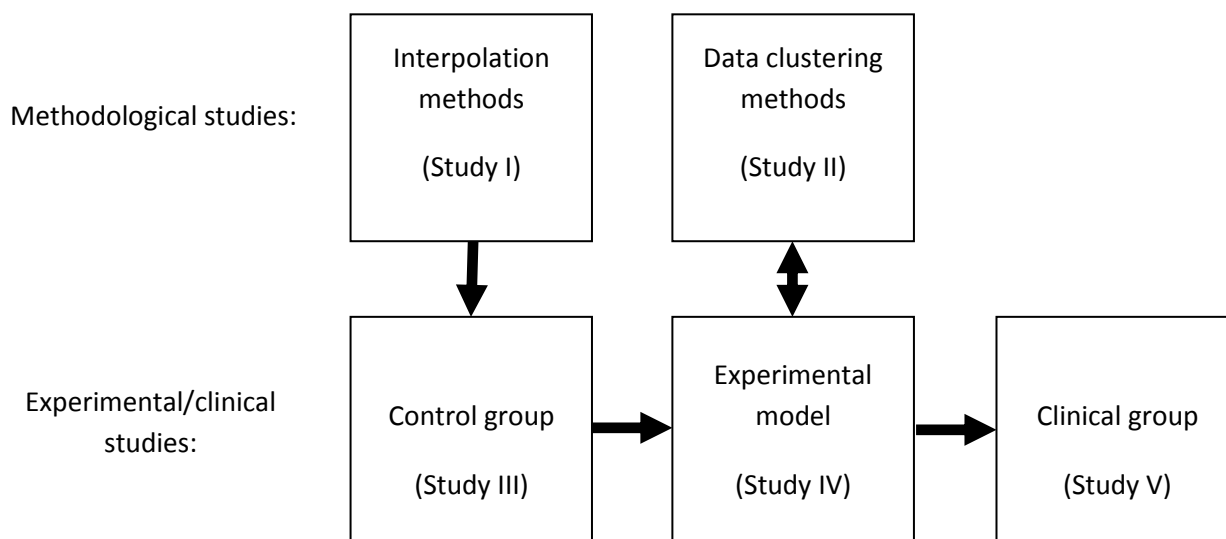 Methodological studies:
Interpolation
methods
(Study I)
Data clustering
methods
(Study II)
Experimental/clinical
studies:
Control group
(Study III)
Experimental
model
(Study IV)
Clinical group
(Study V)